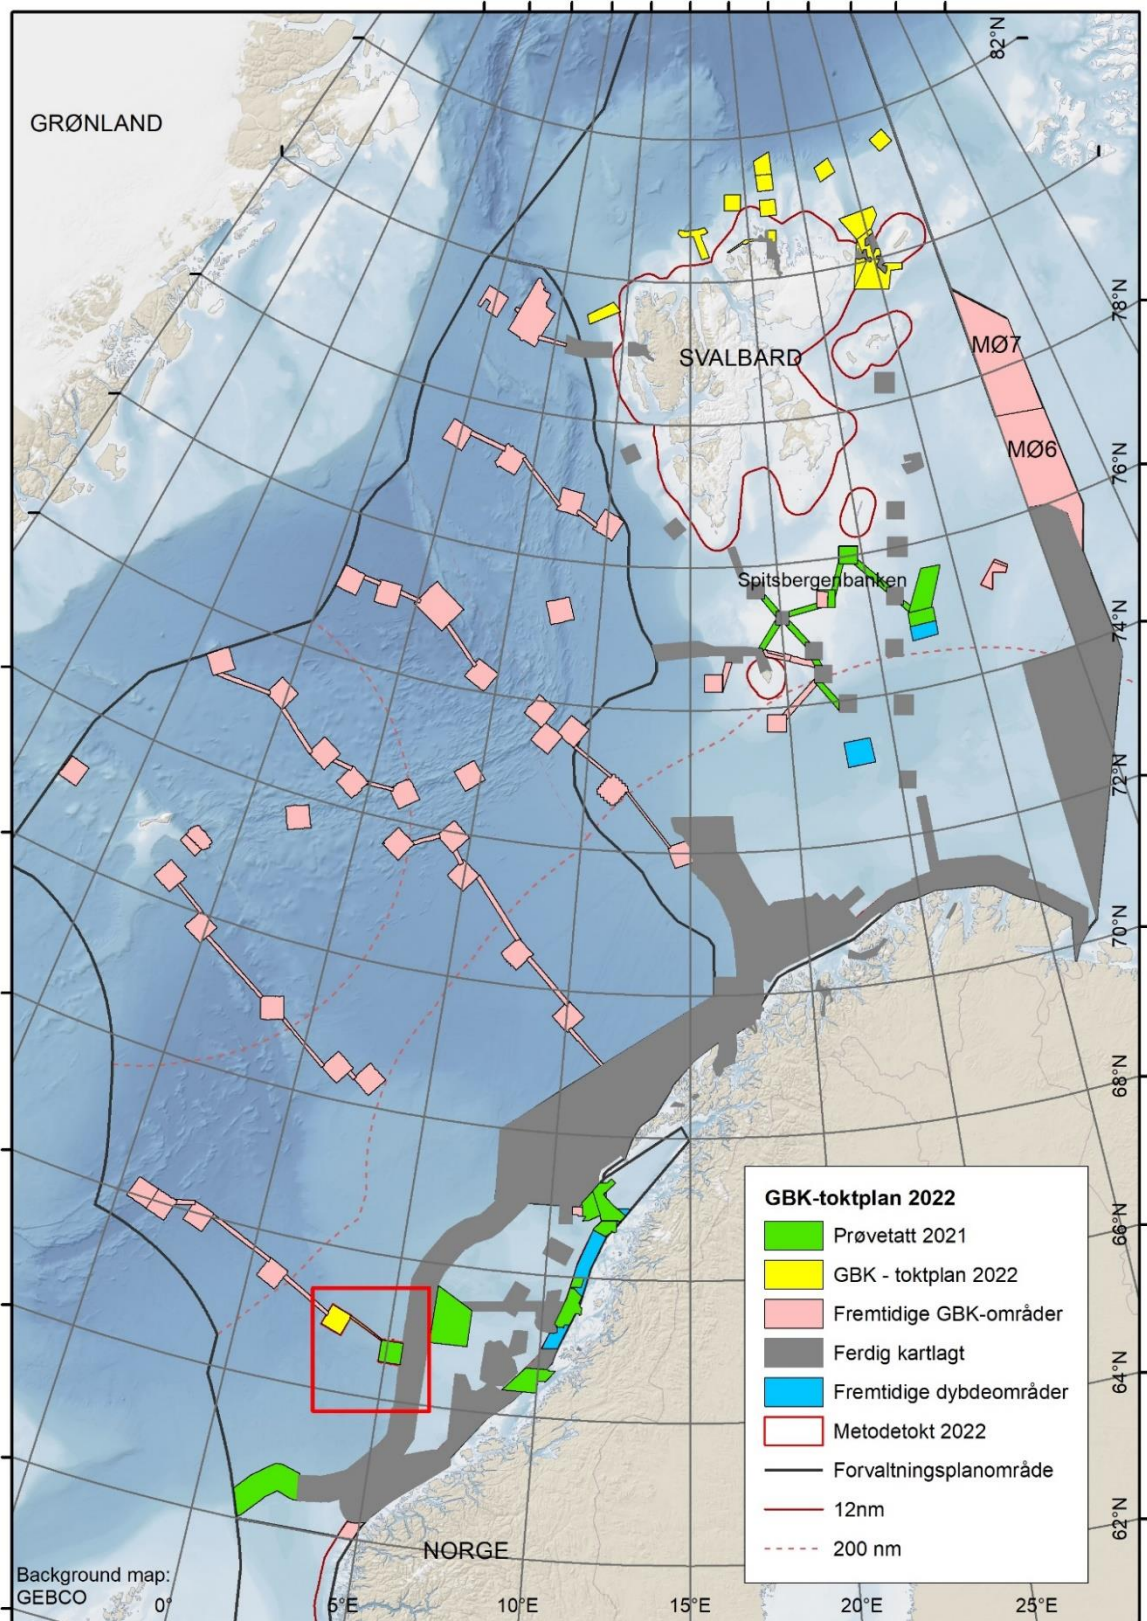 82°N
GRØNLAND
78°N
MØ7
SVALBARD
MØ6
76°N
Spitsbergenbanken
74°N
72°N
70°N
68°N
66°N
64°N
62°N
GBK-toktplan 2022
Prøvetatt 2021
GBK - toktplan 2022
Fremtidige GBK-områder
Ferdig kartlagt
Fremtidige dybdeområder
Metodetokt 2022
Forvaltningsplanområde
12nm
200 nm
NORGE
Background map:
GEBCO
0°
5°E
10°E
15°E
20°E
25°E